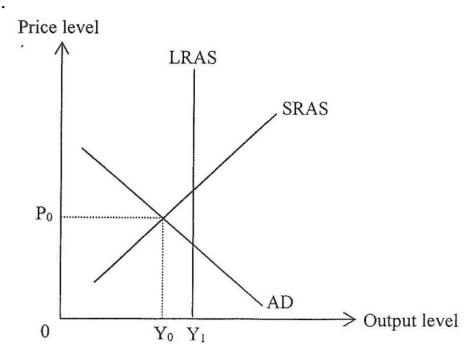 .
Price level
LRAS
SRAS
P₀
AD
Output level
0
Y₀ Y₁